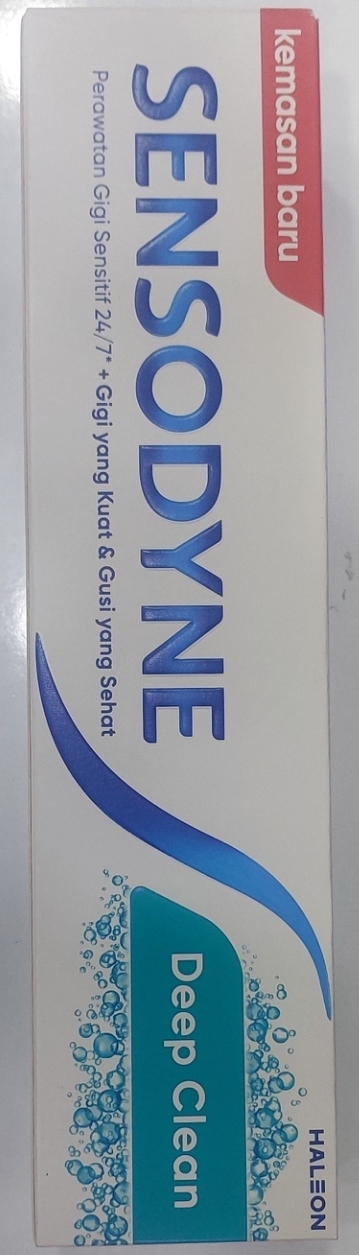 kemasan baru
SENSODYNE
Perawatan Gigi Sensitif 24/7* + Gigi yang Kuat & Gusi yang Sehat
HALEON
Deep Clean